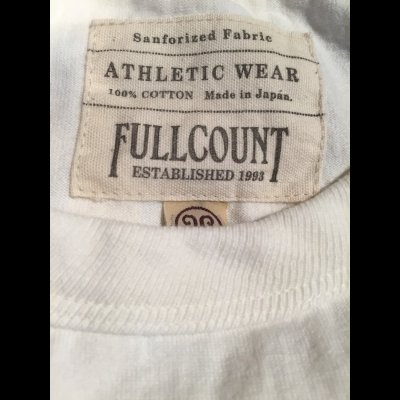 Sanforized Fabric
ATHLETIC WEAR
100% COTTON Made in Japan.
FULLCOUNT
ESTABLISHED 1993